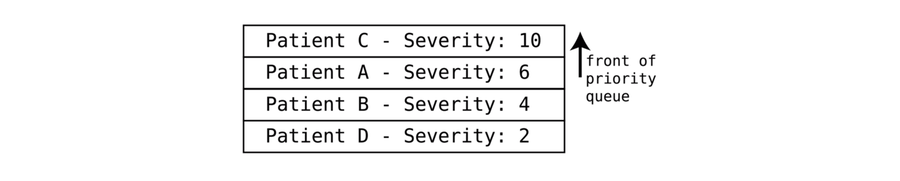 Patient C - Severity: 10
Patient A - Severity: 6
Patient B - Severity: 4
Patient D - Severity: 2
front of
priority
queue